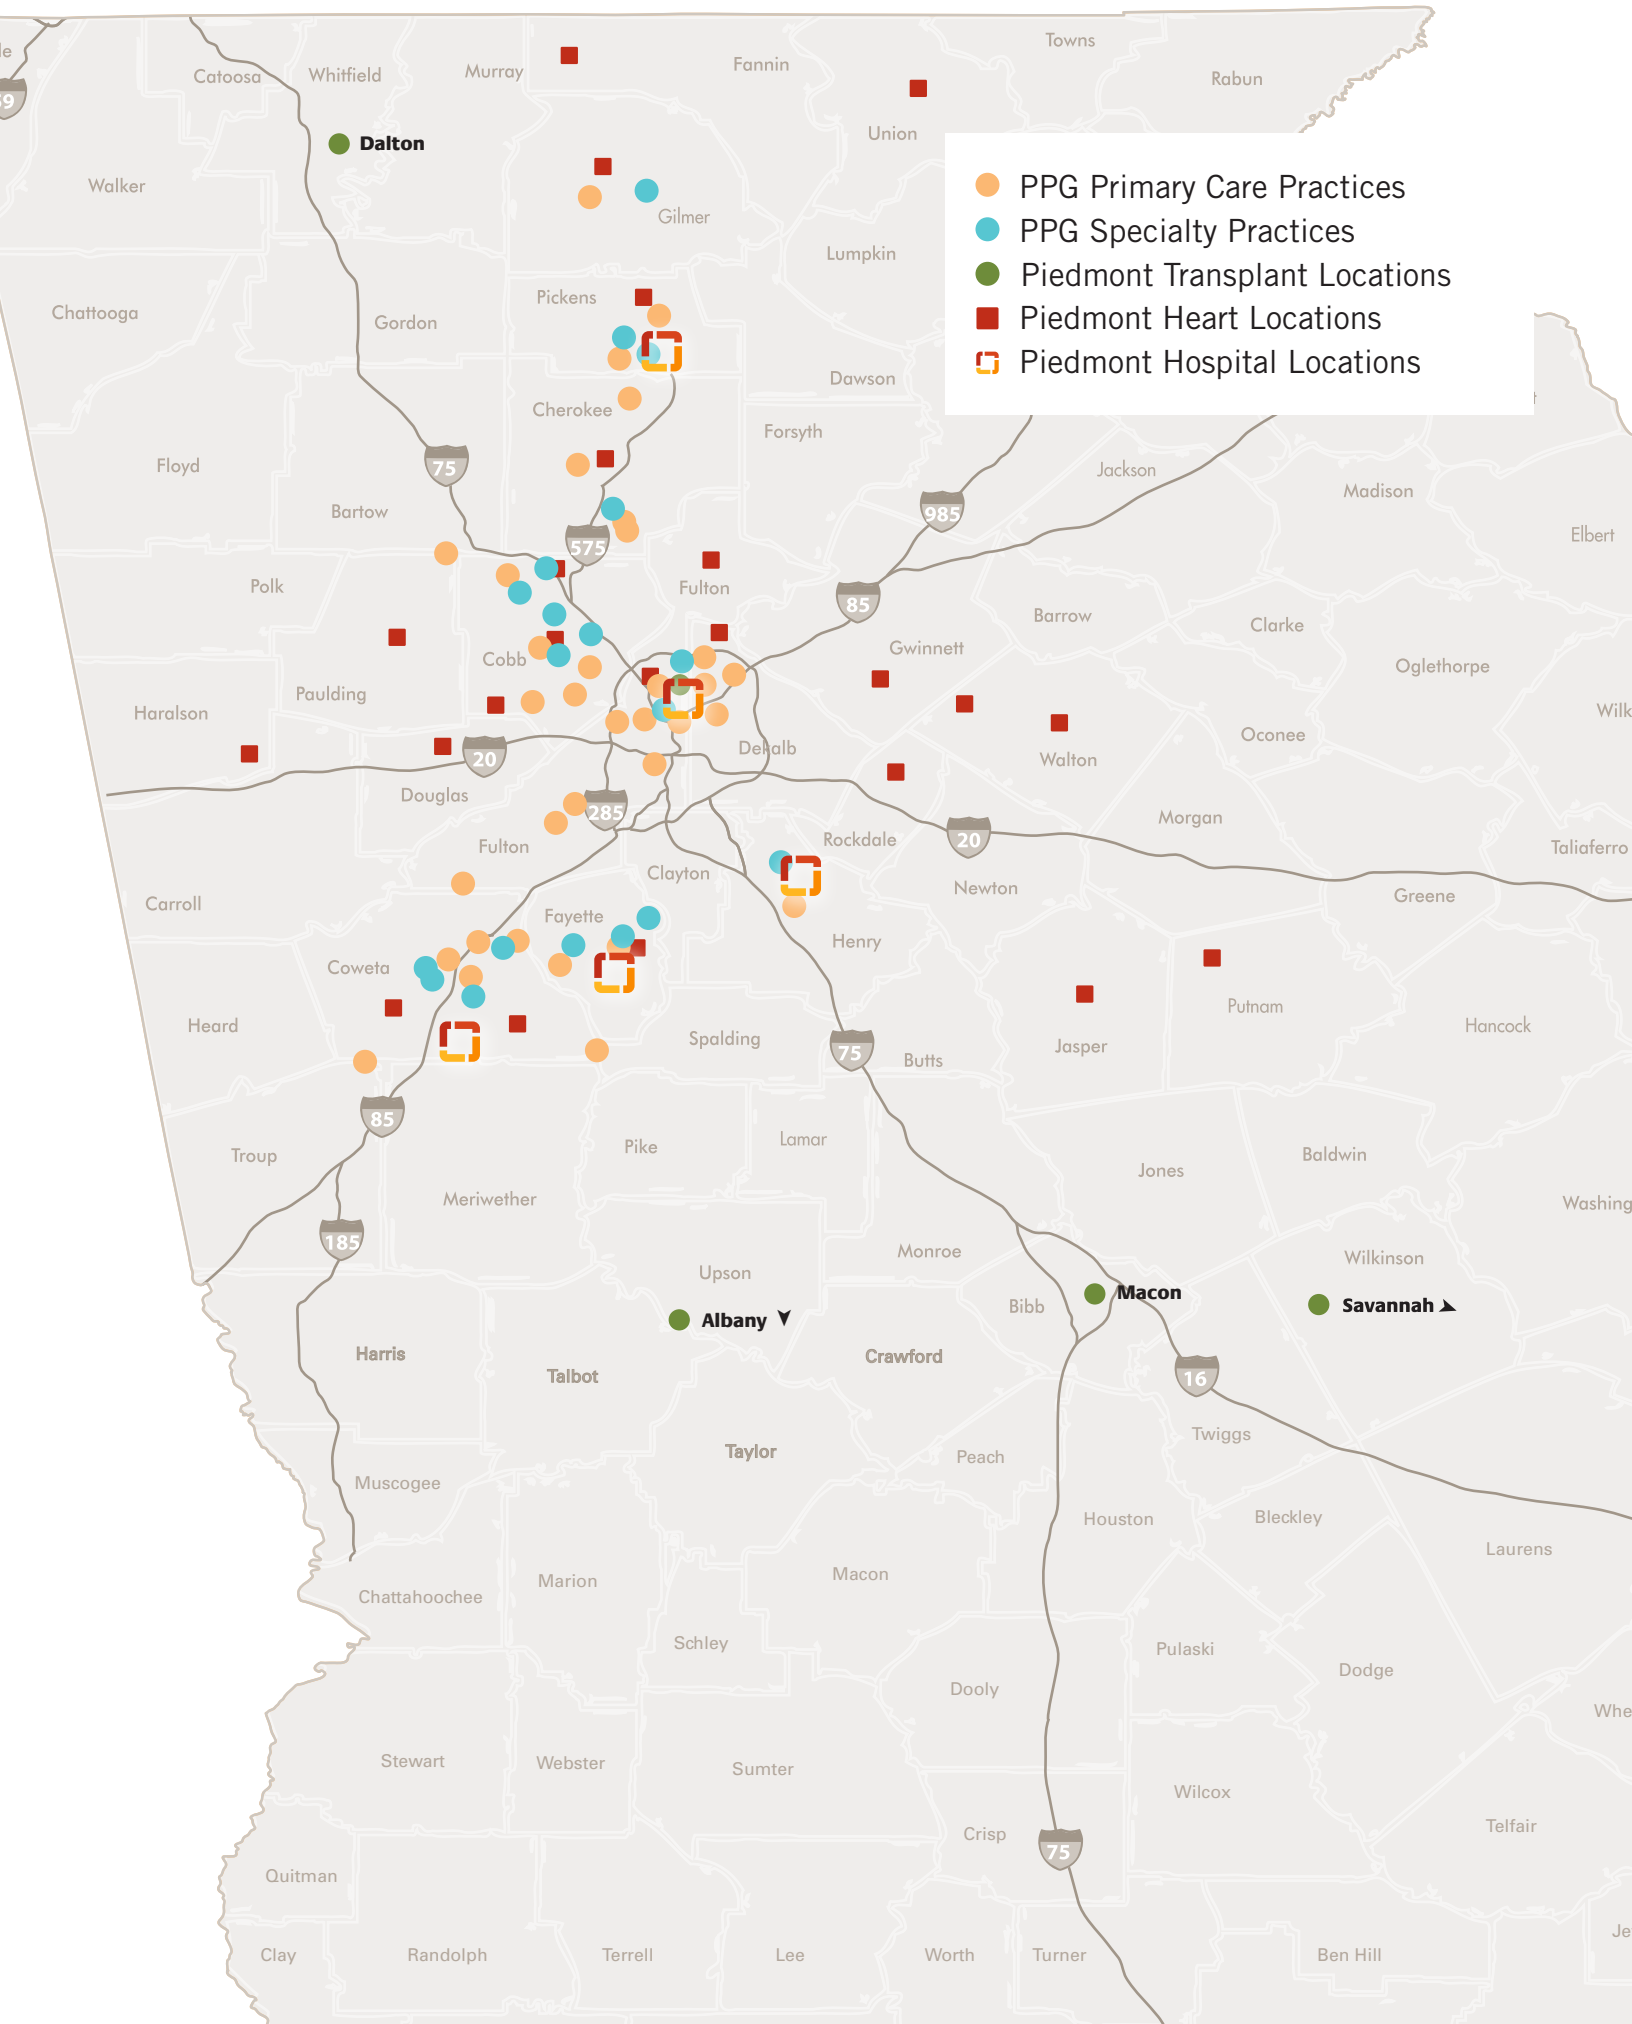 Towns
Fannin
Catoosa
Whitfield
Murray
Rabun
59
Union
Dalton
Walker
PPG Primary Care Practices
PPG Specialty Practices
Piedmont Transplant Locations
Piedmont Heart Locations
Piedmont Hospital Locations
Gilmer
Lumpkin
Pickens
Chattooga
Gordon
Dawson
Cherokee
Forsyth
Floyd
75
Jackson
Madison
Bartow
985
Elbert
575
Polk
Fulton
85
Barrow
Clarke
Gwinnett
Cobb
Oglethorpe
Paulding
Haralson
Wilk
Oconee
Dekalb
20
Walton
Douglas
285
Morgan
20
Rockdale
Fulton
Taliaferro
Clayton
Newton
Greene
Carroll
Fayette
Henry
Coweta
Putnam
Heard
Hancock
Spalding
Jasper
75
Butts
85
Pike
Lamar
Troup
Baldwin
Jones
Meriwether
Washing
185
Monroe
Wilkinson
Upson
Macon
Bibb
Savannah
Albany
Harris
Crawford
Talbot
16
Twiggs
Taylor
Peach
Muscogee
Houston
Bleckley
Laurens
Macon
Marion
Chattahoochee
Schley
Pulaski
Dodge
Dooly
Whe
Stewart
Webster
Sumter
Wilcox
Telfair
Crisp
75
Quitman
Je
Clay
Randolph
Terrell
Lee
Worth
Turner
Ben Hill